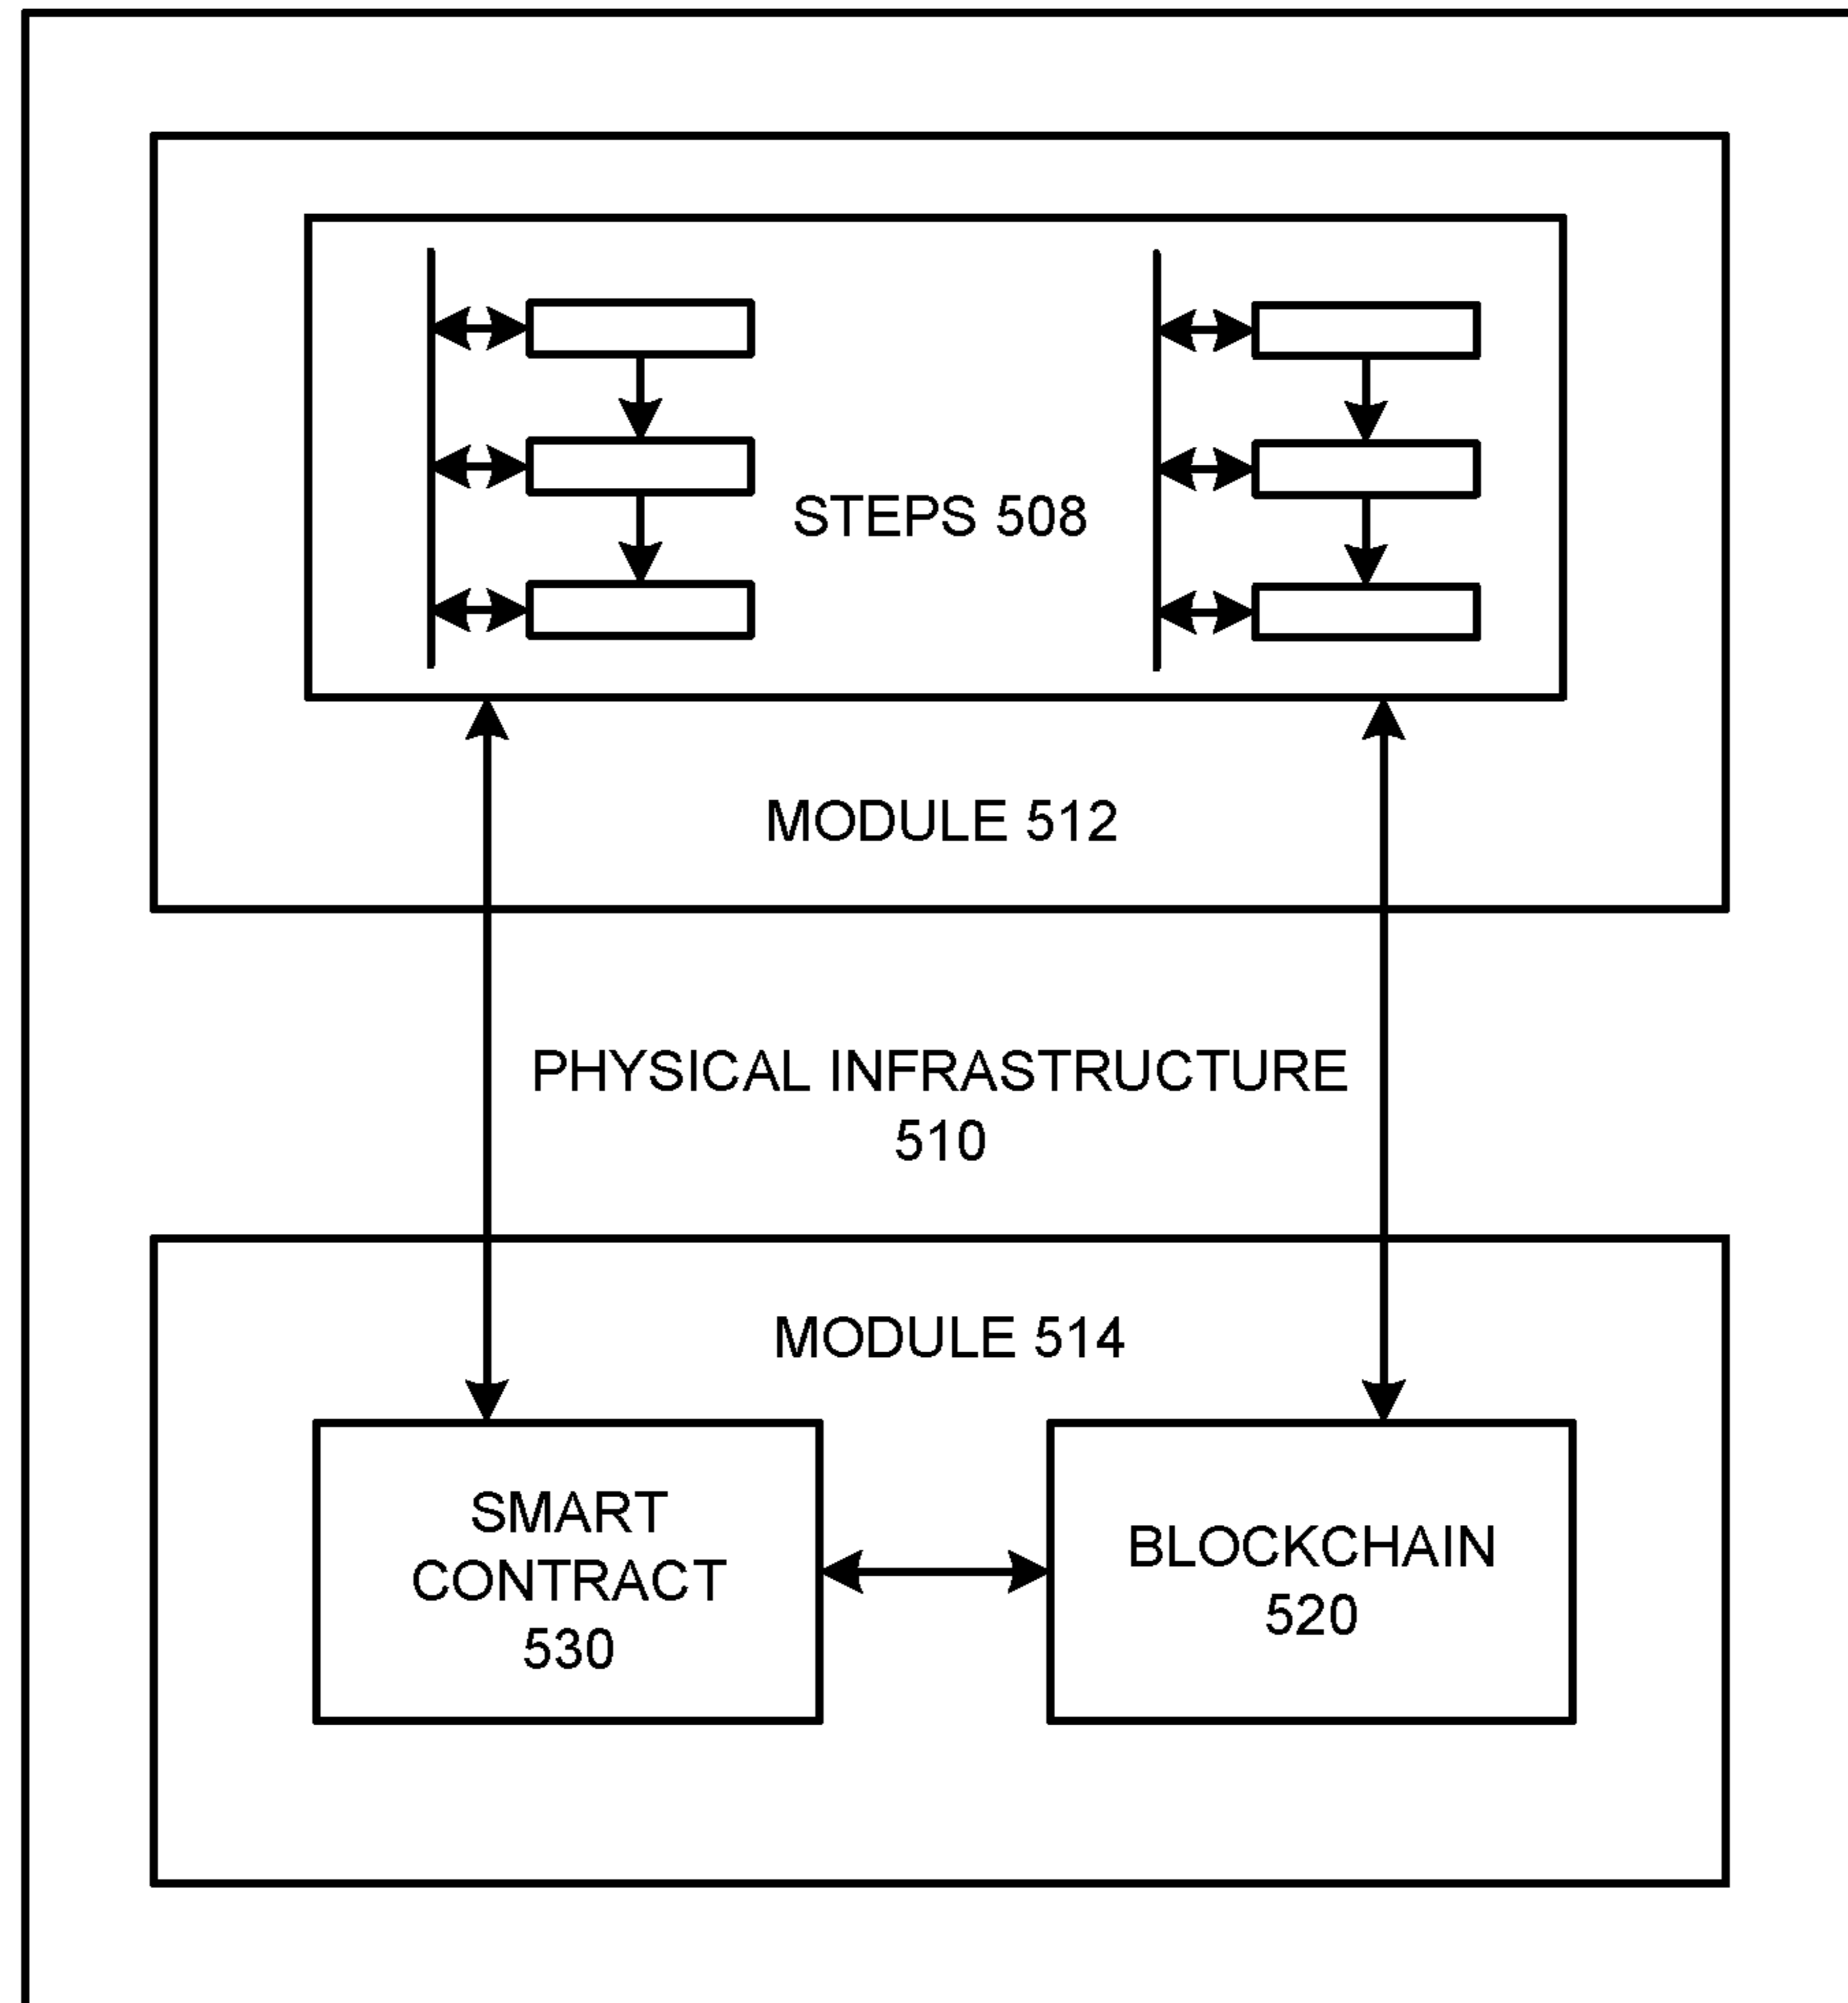 STEPS 508
MODULE 512
PHYSICAL INFRASTRUCTURE
510
MODULE 514
SMART
CONTRACT
530
BLOCKCHAIN
520